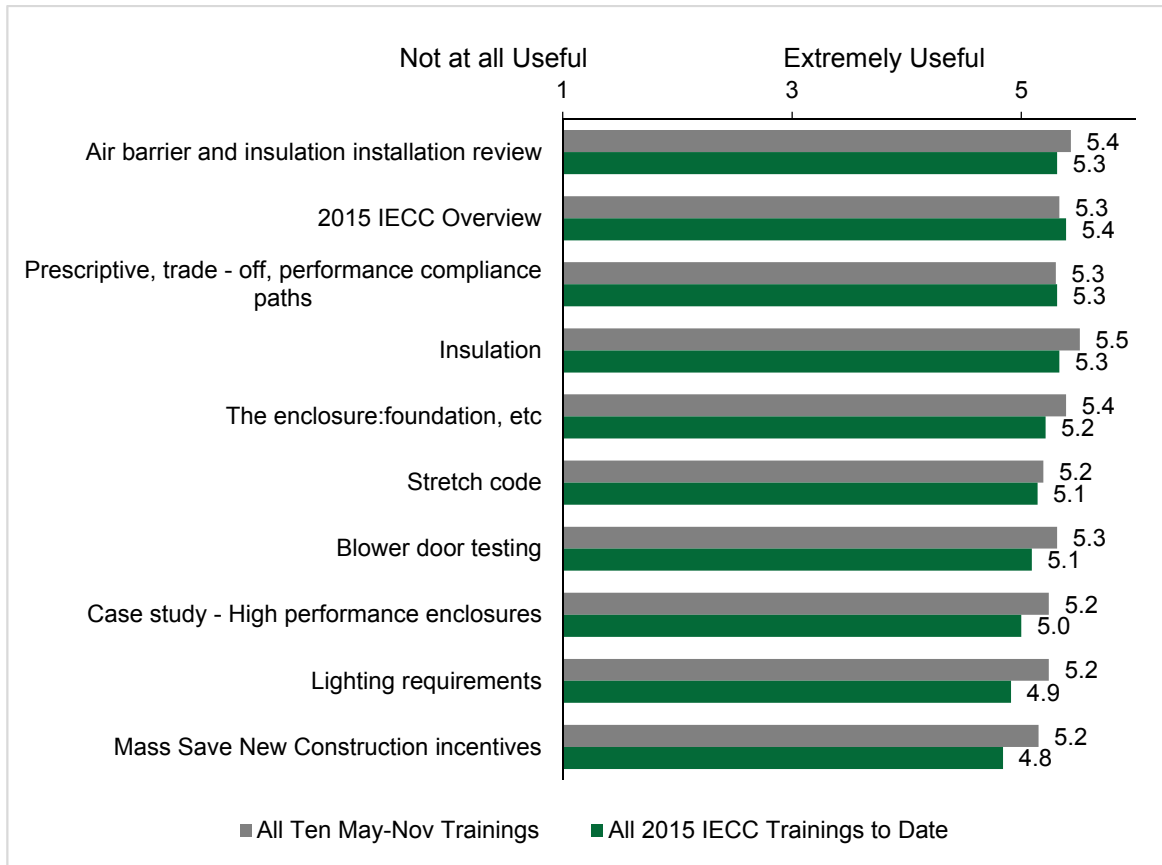 Not at all Useful Extremely Useful
1 3 5
Air barrier and insulation installation review 5.4
5.3
2015 IECC Overview 5.3
5.4
Prescriptive, trade - off, performance compliance
paths 5.3
5.3
Insulation 5.5
5.3
The enclosure:foundation, etc 5.4
5.2
Stretch code 5.2
5.1
Blower door testing 5.3
5.1
Case study - High performance enclosures 5.2
5.0
Lighting requirements 5.2
4.9
Mass Save New Construction incentives 5.2
4.8
All Ten May-Nov Trainings All 2015 IECC Trainings to Date